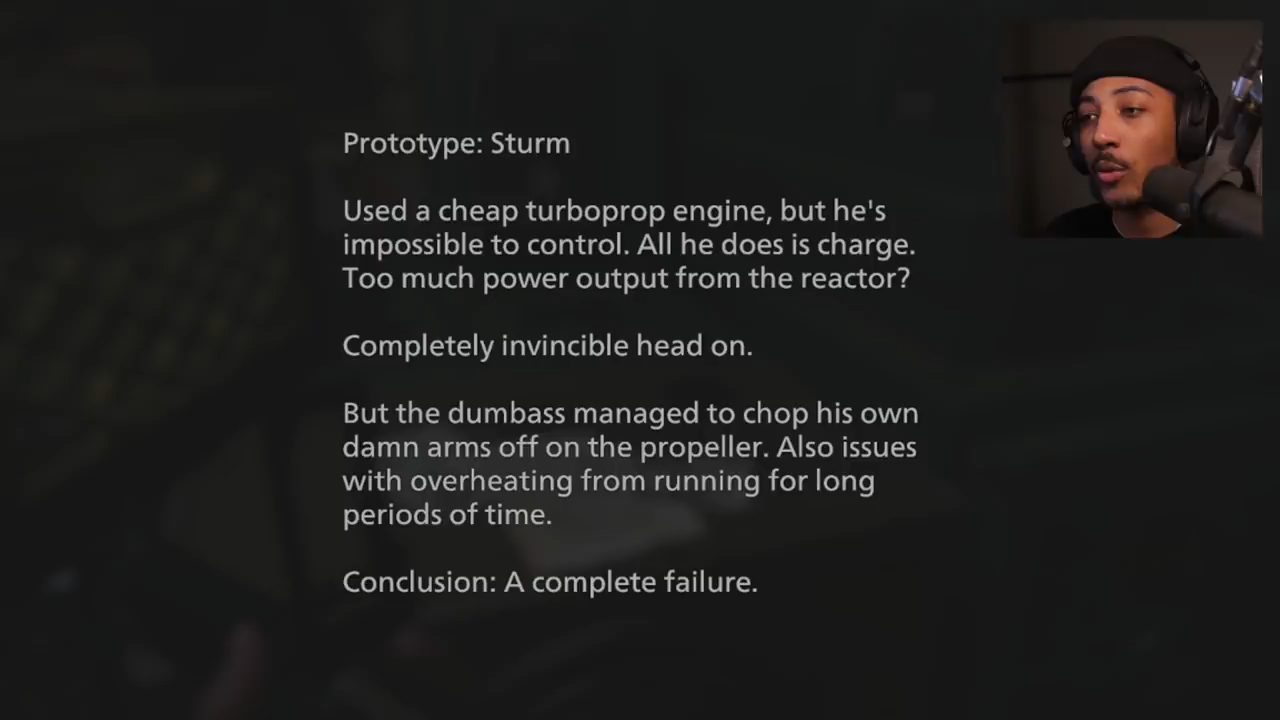 Prototype: Sturm
Used a cheap turboprop engine, but he's
impossible to control. All he does is charge.
Too much power output from the reactor?
Completely invincible head on.
But the dumbass managed to chop his own
damn arms off on the propeller. Also issues
with overheating from running for long
periods of time.
Conclusion: A complete failure.